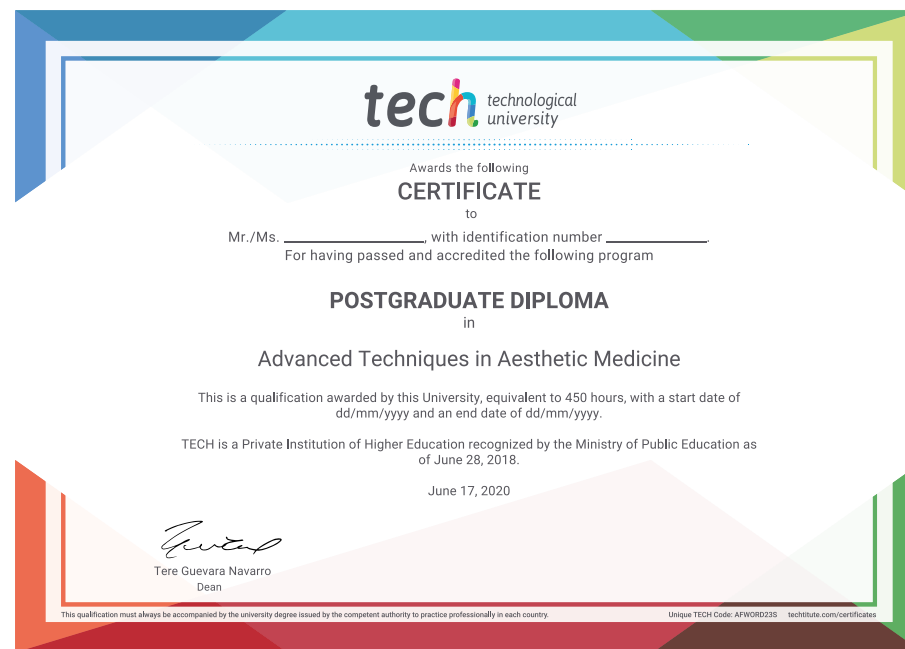 tech technological
university
Awards the following
CERTIFICATE
to
Mr./Ms. ____________________, with identification number ______________.
For having passed and accredited the following program
POSTGRADUATE DIPLOMA
in
Advanced Techniques in Aesthetic Medicine
This is a qualification awarded by this University, equivalent to 450 hours, with a start date of
dd/mm/yyyy and an end date of dd/mm/yyyy.
TECH is a Private Institution of Higher Education recognized by the Ministry of Public Education as
of June 28, 2018.
June 17, 2020
Tere Guevara Navarro
Dean
This qualification must always be accompanied by the university degree issued by the competent authority to practice professionally in each country. Unique TECH Code: AFWORD23S techtitute.com/certificates